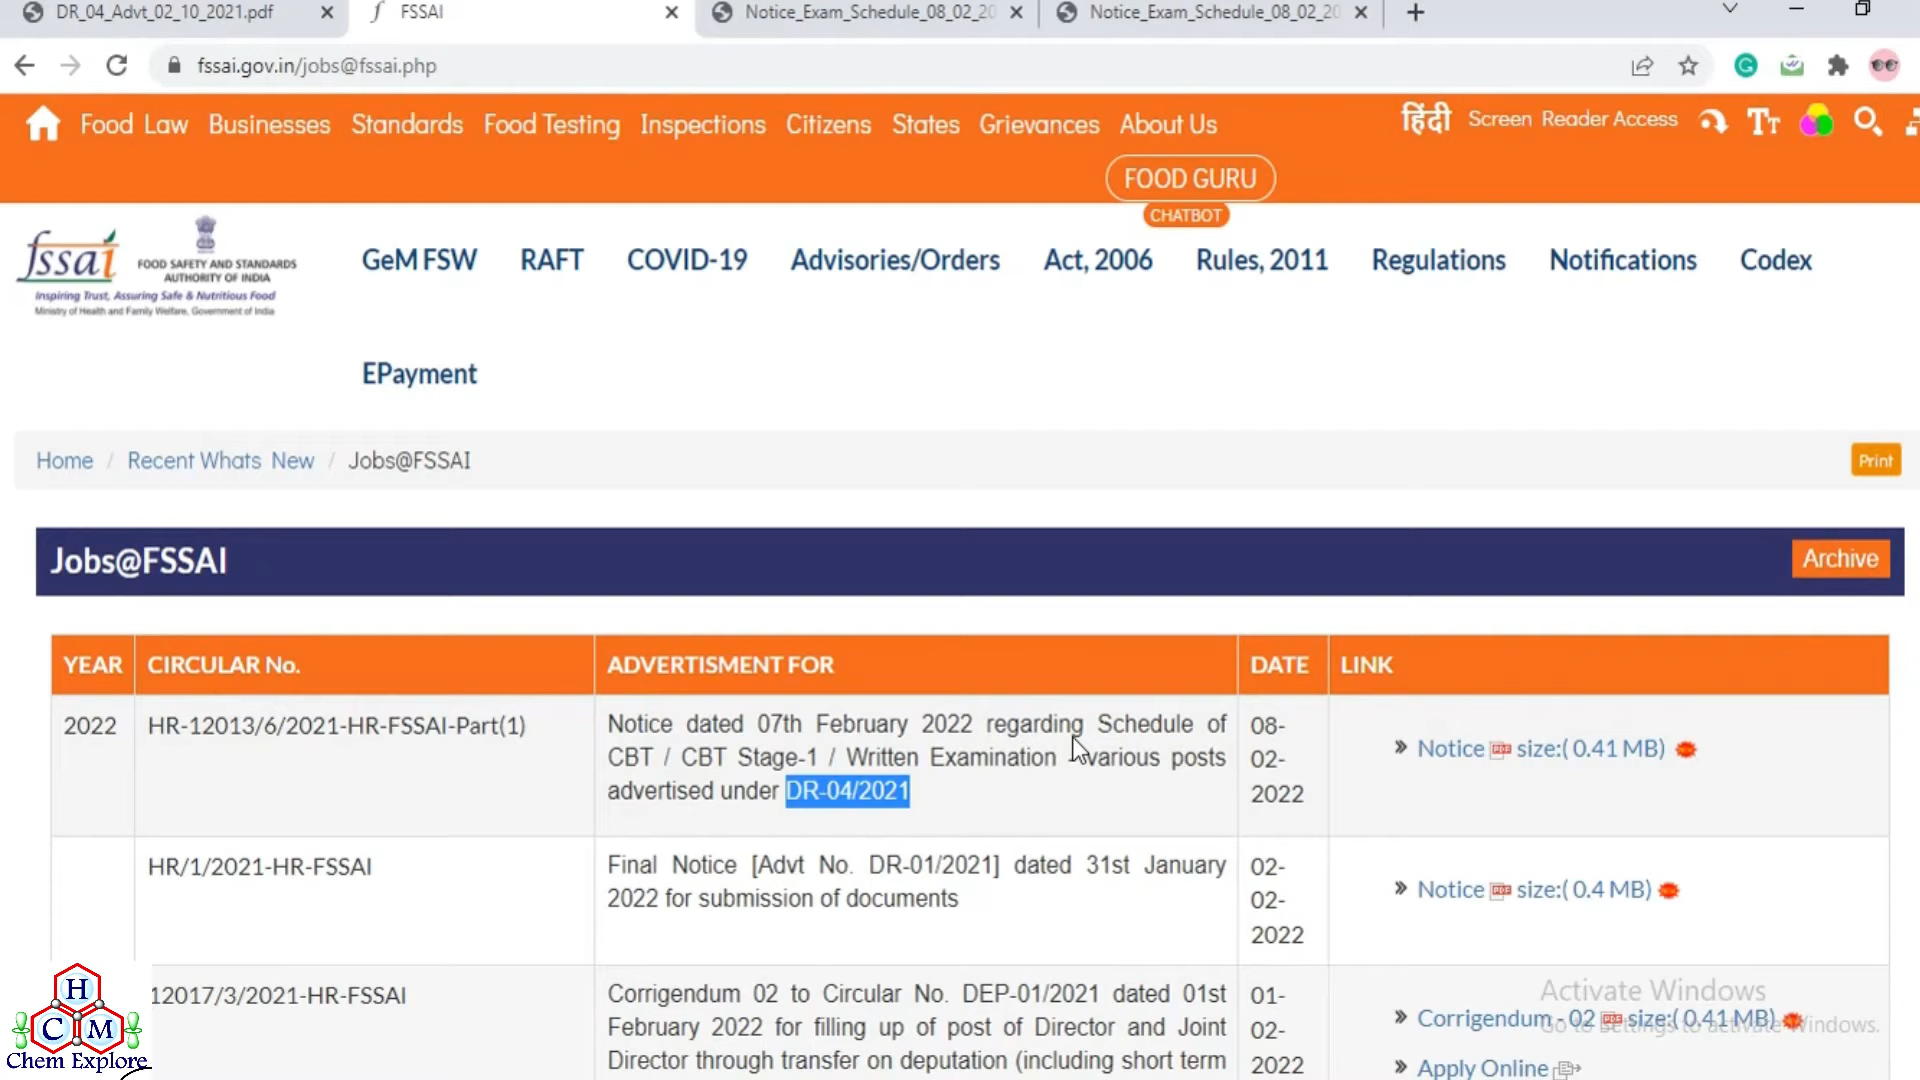 DR_04_Advt_02_10_2021.pdf
FSSAI
Notice_Exam_Schedule_08_02_20
Notice_Exam_Schedule_08_02_20
fssai.gov.in/jobs@fssai.php
Food Law Businesses Standards Food Testing Inspections Citizens States Grievances About Us
हिंदी Screen Reader Access TT
FOOD GURU
CHATBOT
fssai
FOOD SAFETY AND STANDARDS
AUTHORITY OF INDIA
Inspiring Trust, Assuring Safe & Nutritious Food
Ministry of Health and Family Welfare, Government of India
GeM FSW RAFT COVID-19 Advisories/Orders Act, 2006 Rules, 2011 Regulations Notifications Codex
EPayment
Home / Recent Whats New / Jobs@FSSAI
Print
Jobs@FSSAI
Archive
YEAR CIRCULAR No. ADVERTISMENT FOR DATE LINK
2022 HR-12013/6/2021-HR-FSSAI-Part(1)
Notice dated 07th February 2022 regarding Schedule of
CBT / CBT Stage-1 / Written Examination various posts
advertised under DR-04/2021
08-
02-
2022
» Notice size:( 0.41 MB)
HR/1/2021-HR-FSSAI
Final Notice [Advt No. DR-01/2021] dated 31st January
2022 for submission of documents
02-
02-
2022
» Notice size:( 0.4 MB)
12017/3/2021-HR-FSSAI
Corrigendum 02 to Circular No. DEP-01/2021 dated 01st
February 2022 for filling up of post of Director and Joint
Director through transfer on deputation (including short term
01-
02-
2022
» Corrigendum - 02 size:( 0.41 MB)
» Apply Online
Activate Windows
Go to Settings to activate Windows.
H
C M
Chem Explore